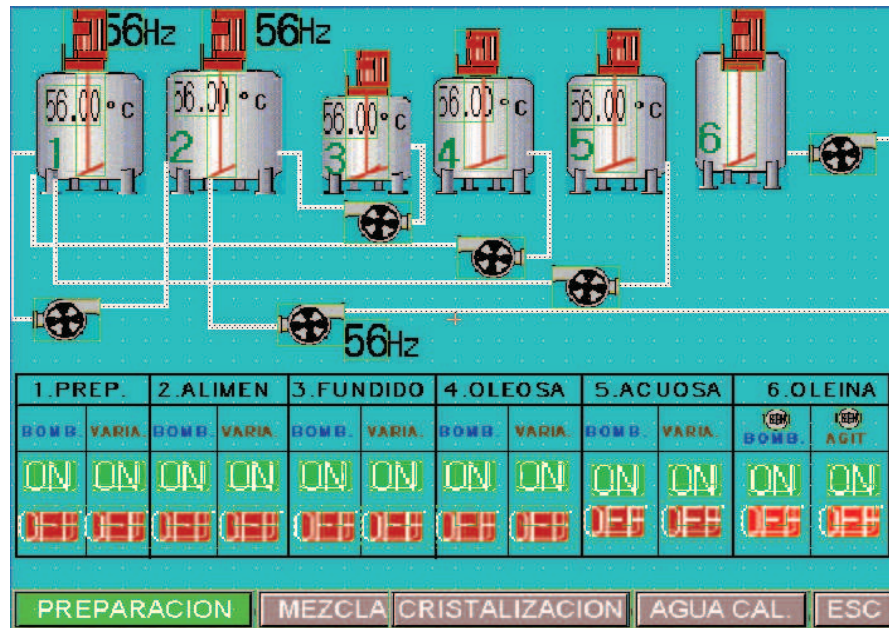 56Hz 56Hz
56.00°C 56.00°C 56.00°C 56.00°C 56.00°C
1 2 3 4 5 6
56Hz
1.PREP. 2.ALIMEN 3.FUNDIDO 4.OLEOSA 5.ACUOSA 6.OLEINA
BOMB. VARIA. BOMB. VARIA. BOMB. VARIA. BOMB. VARIA. BOMB. VARIA. BOMB. AGIT
ON ON ON ON ON ON ON ON ON ON ON ON
OFF OFF OFF OFF OFF OFF OFF OFF OFF OFF OFF OFF
PREPARACION MEZCLA CRISTALIZACION AGUA CAL. ESC